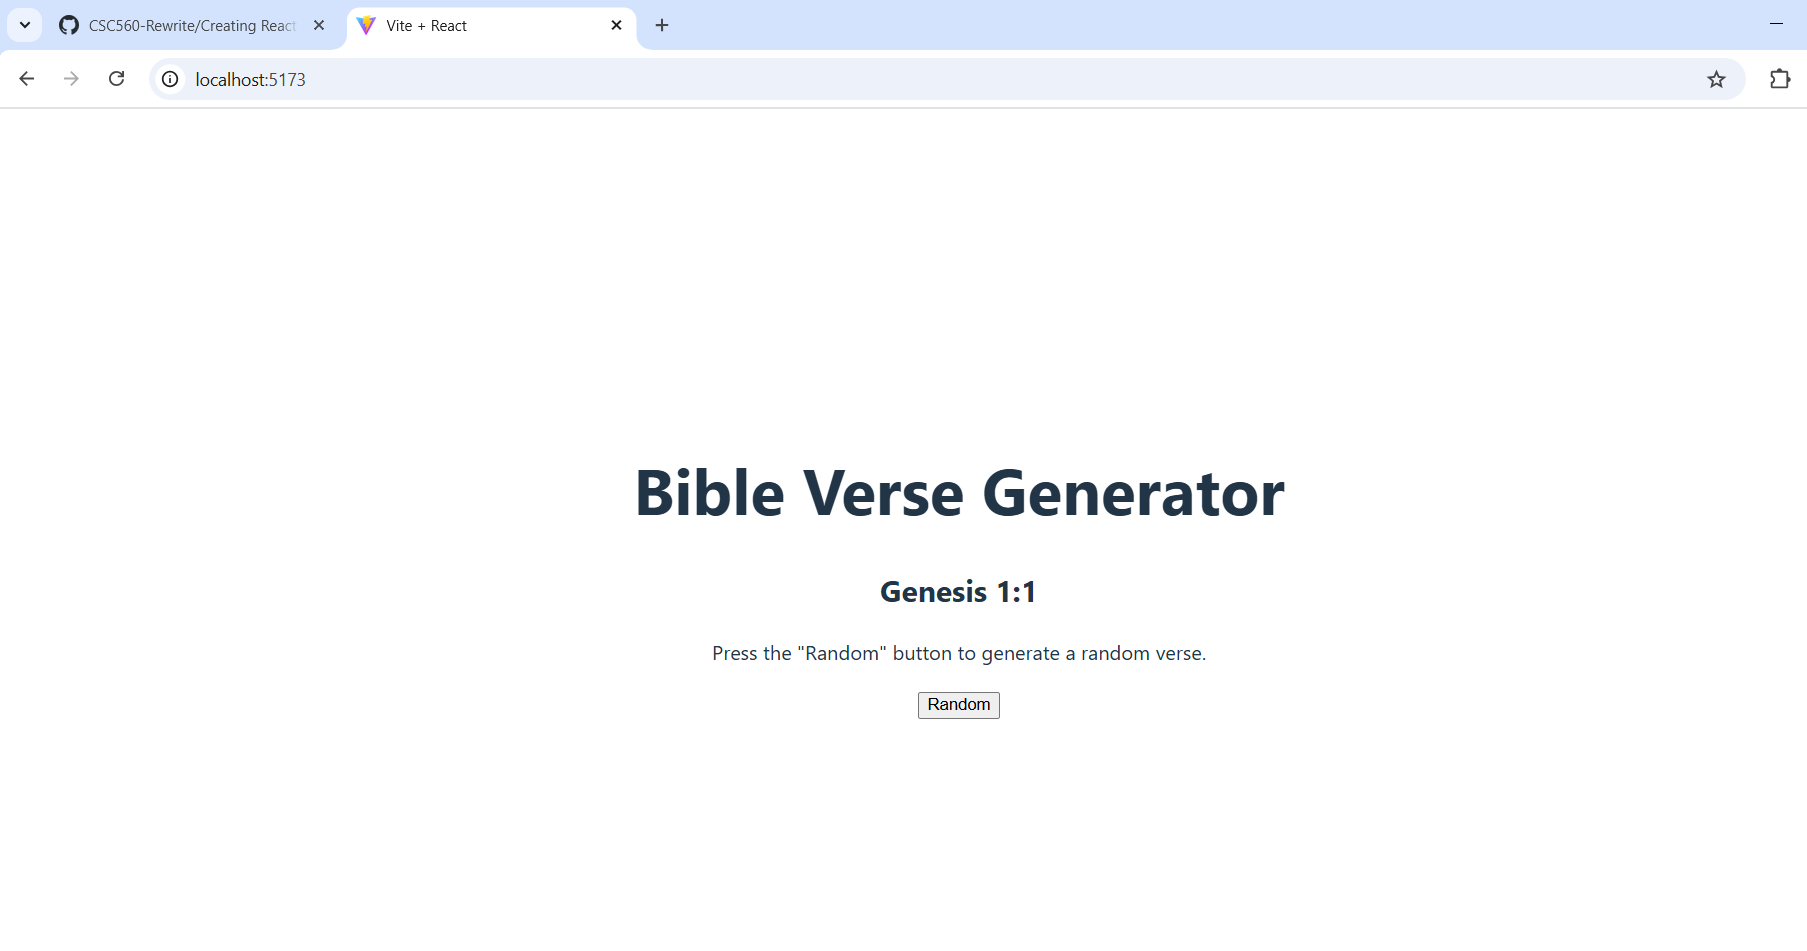 CSC560-Rewrite/Creating React
Vite + React
localhost:5173
Bible Verse Generator
Genesis 1:1
Press the "Random" button to generate a random verse.
Random